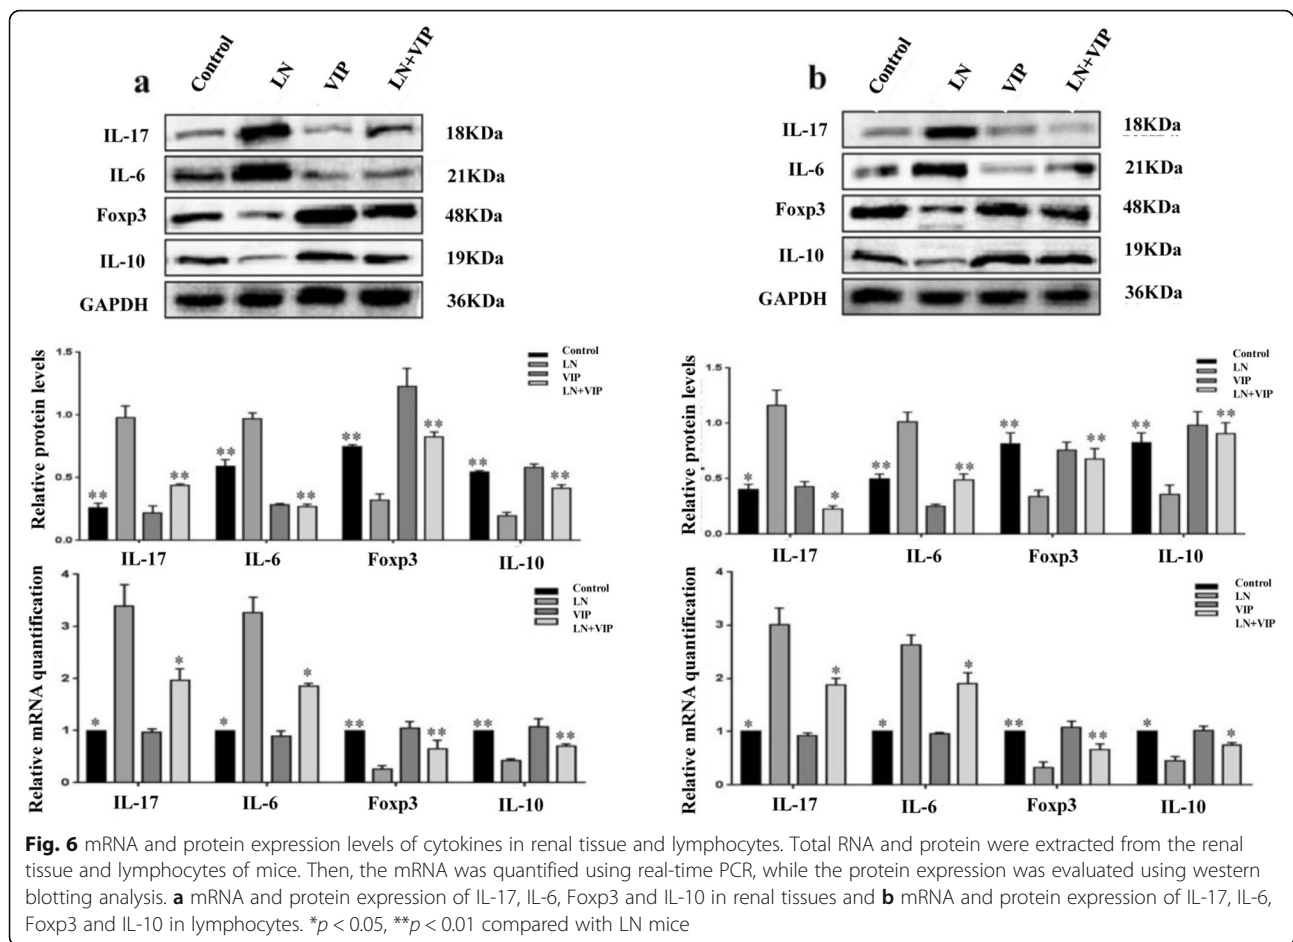 a
Control
LN
VIP
LN+VIP
IL-17
18KDa
IL-6
21KDa
Foxp3
48KDa
IL-10
19KDa
GAPDH
36KDa
b
Control
LN
VIP
LN+VIP
IL-17
18KDa
IL-6
21KDa
Foxp3
48KDa
IL-10
19KDa
GAPDH
36KDa
Relative protein levels
1.5
1.0
0.5
0.0
** ** ** ** ** ** ** **
Control
LN
VIP
LN+VIP
IL-17 IL-6 Foxp3 IL-10
Relative protein levels
1.5
1.0
0.5
0.0
* * ** ** ** ** ** **
Control
LN
VIP
LN+VIP
IL-17 IL-6 Foxp3 IL-10
Relative mRNA quantification
4
3
2
1
0
* * * * ** ** ** **
Control
LN
VIP
LN+VIP
IL-17 IL-6 Foxp3 IL-10
Relative mRNA quantification
4
3
2
1
0
* * * * ** ** * *
Control
LN
VIP
LN+VIP
IL-17 IL-6 Foxp3 IL-10
Fig. 6 mRNA and protein expression levels of cytokines in renal tissue and lymphocytes. Total RNA and protein were extracted from the renal
tissue and lymphocytes of mice. Then, the mRNA was quantified using real-time PCR, while the protein expression was evaluated using western
blotting analysis. a mRNA and protein expression of IL-17, IL-6, Foxp3 and IL-10 in renal tissues and b mRNA and protein expression of IL-17, IL-6,
Foxp3 and IL-10 in lymphocytes. *p < 0.05, **p < 0.01 compared with LN mice